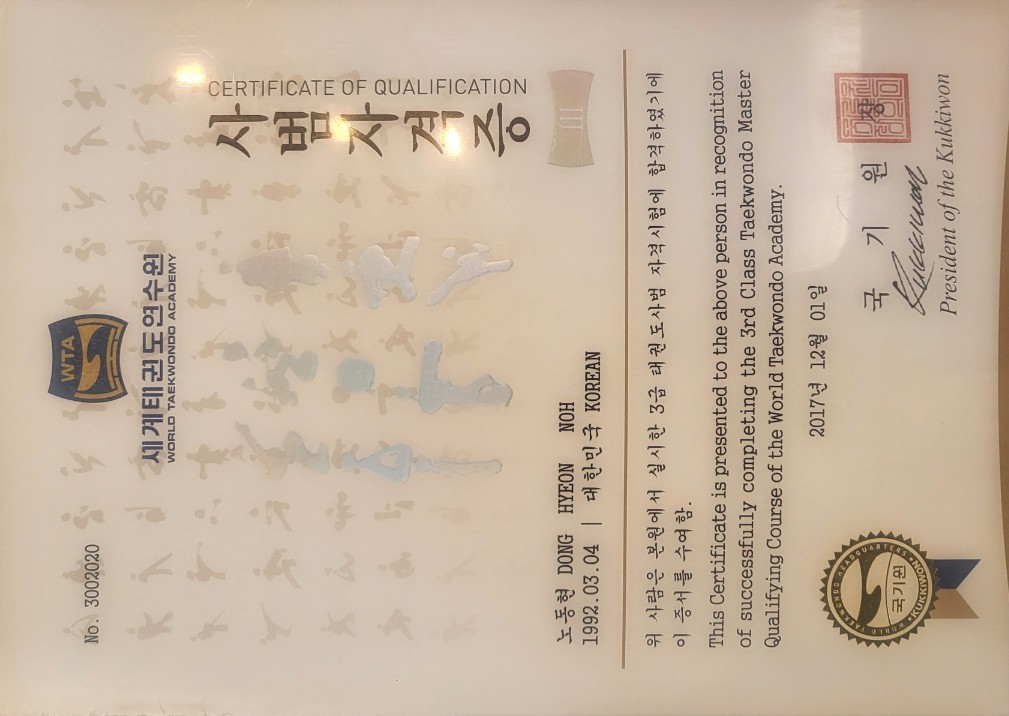 No. 3002020
WTA
세계태권도연수원
WORLD TAEKWONDO ACADEMY
CERTIFICATE OF QUALIFICATION
사범자격증
III
노동현 DONG HYEON NOH
1992.03.04 | 대한민국 KOREAN
위 사람은 본원에서 실시한 3급 태권도사범 자격시험에 합격하였기에
이 증서를 수여함.
This Certificate is presented to the above person in recognition
of successfully completing the 3rd Class Taekwondo Master
Qualifying Course of the World Taekwondo Academy.
2017년 12월 01일
국기원
Kukkiwon
President of the Kukkiwon
WORLD TAEKWONDO HEADQUARTERS
국기원
KUKKIWON